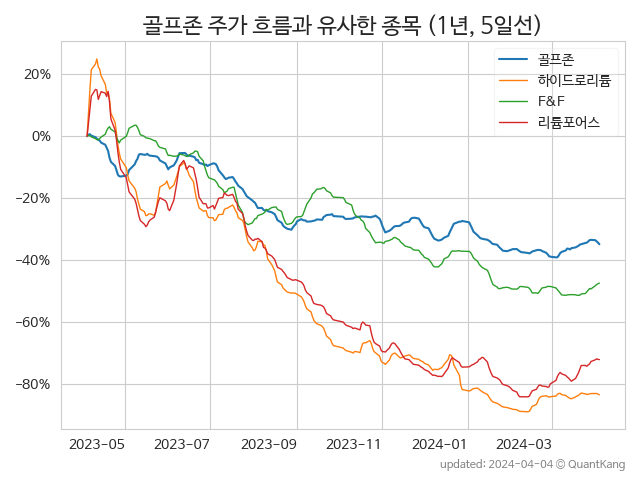 골프존 주가 흐름과 유사한 종목 (1년, 5일선)
골프존
하이드로리튬
F&F
리튬포어스
20%
0%
−20%
−40%
−60%
−80%
2023−05
2023−07
2023−09
2023−11
2024−01
2024−03
updated: 2024−04−04 © QuantKang